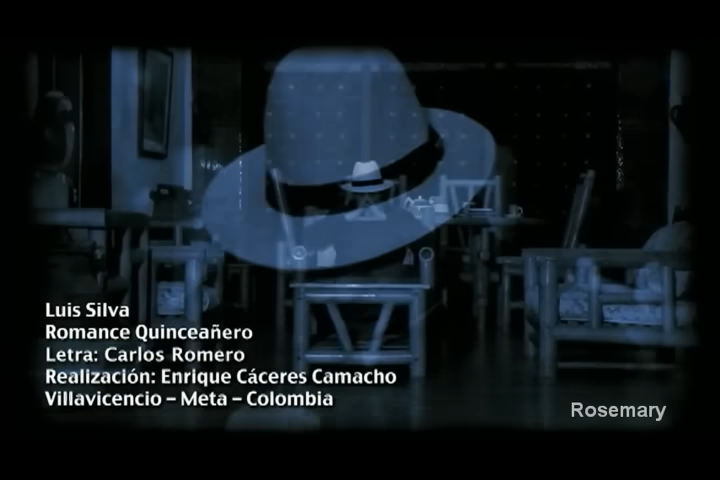 Luis Silva
Romance Quinceañero
Letra: Carlos Romero
Realización: Enrique Cáceres Camacho
Villavicencio – Meta – Colombia
Rosemary